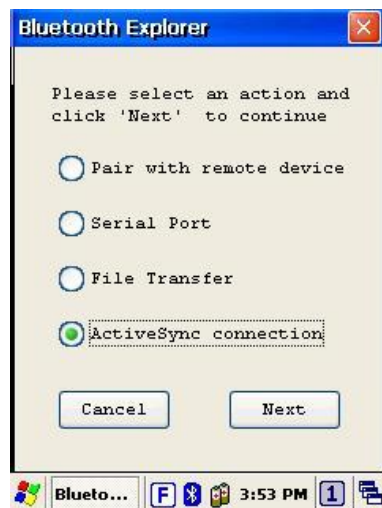 Bluetooth Explorer
Please select an action and
click 'Next' to continue
Pair with remote device
Serial Port
File Transfer
ActiveSync connection
Cancel
Next
Blueto...
F
3:53 PM
1